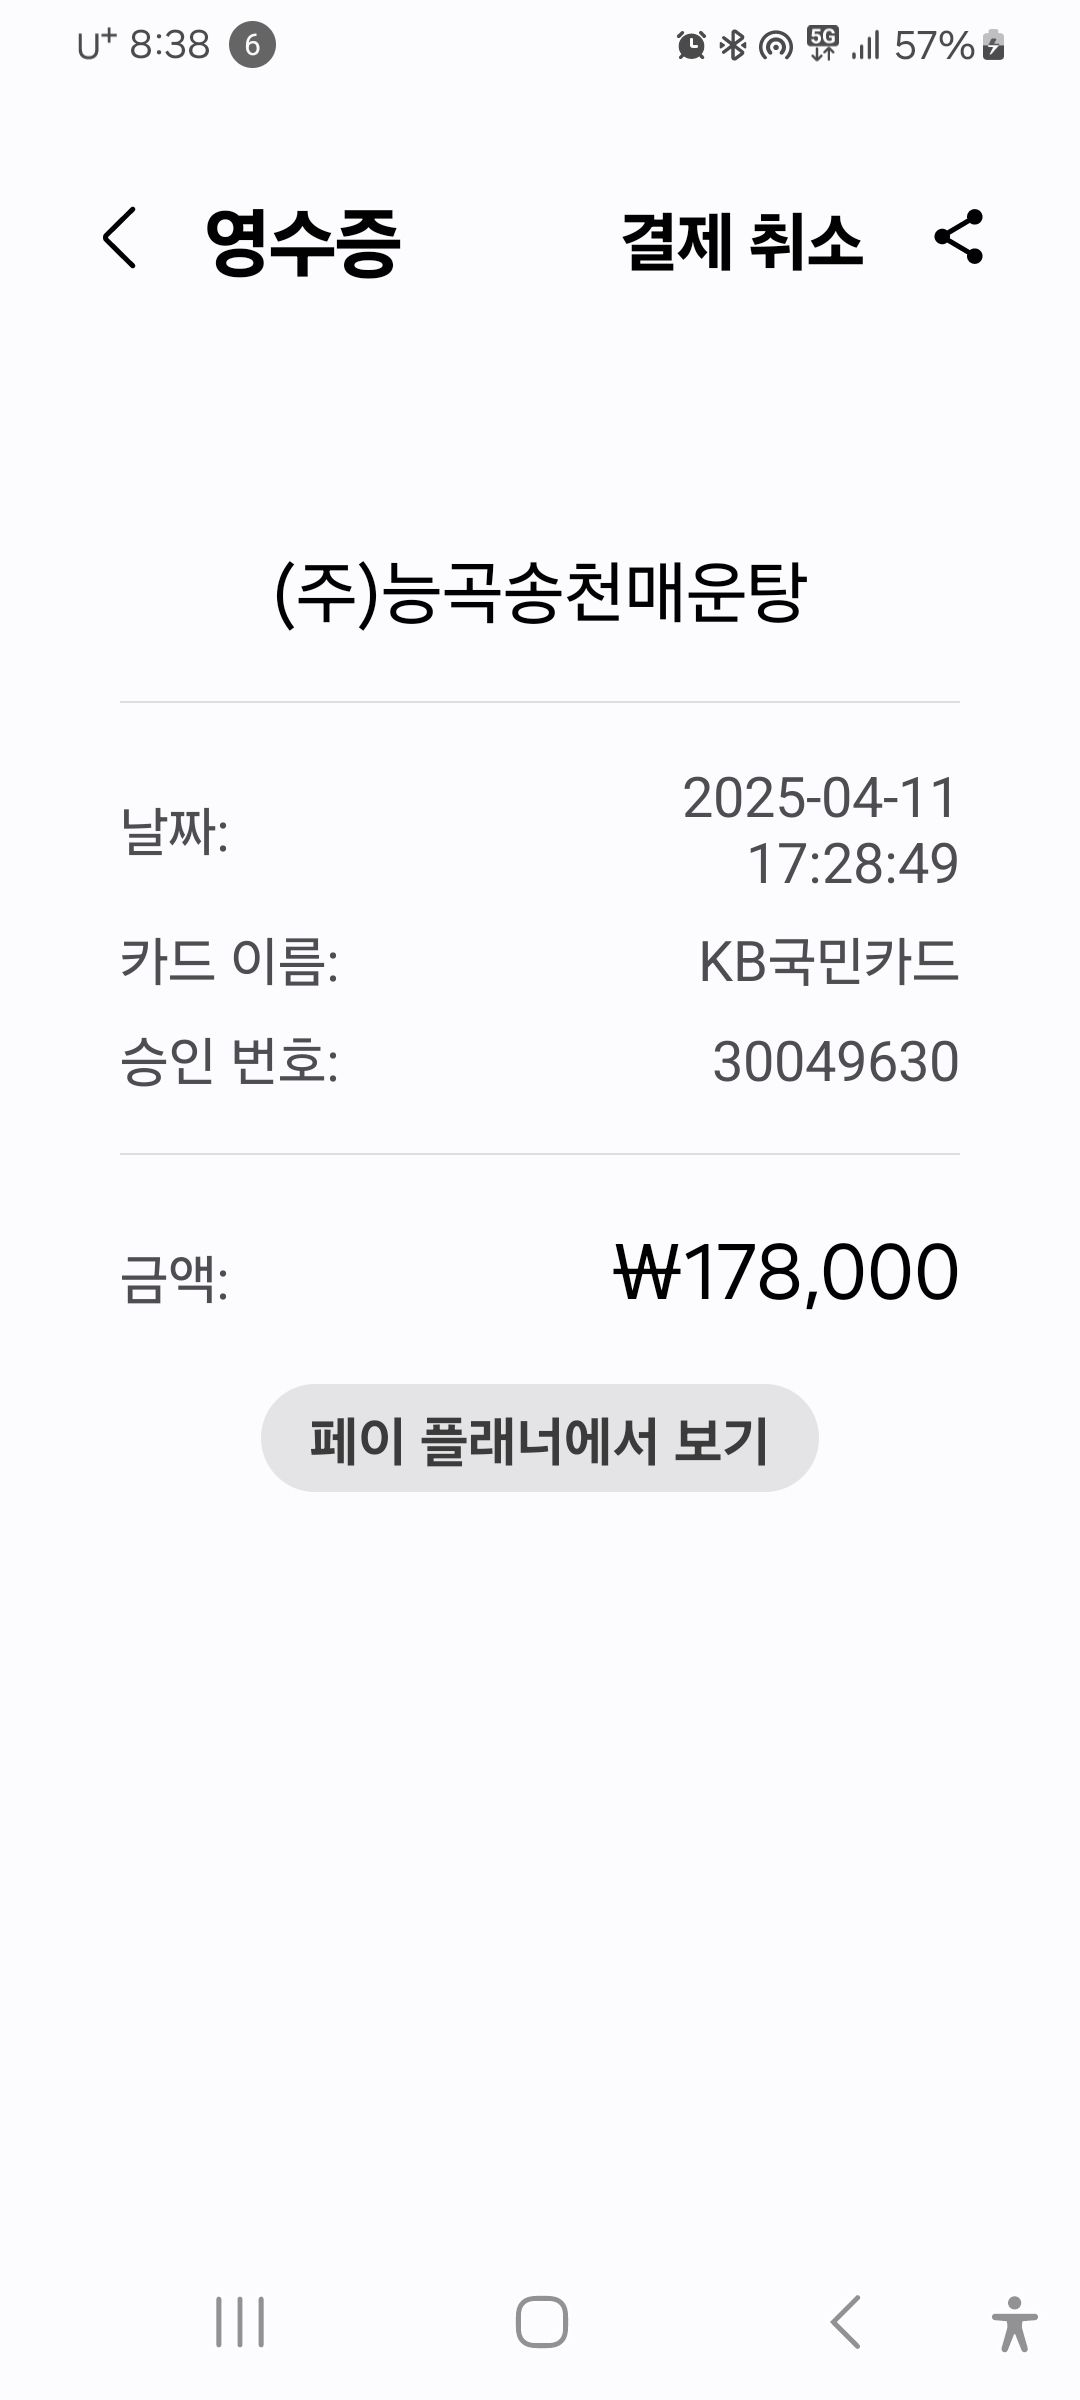 U+ 8:38 6 5G 57%
영수증 결제 취소
(주)능곡송천매운탕
날짜: 2025-04-11
17:28:49
카드 이름: KB국민카드
승인 번호: 30049630
금액: ₩178,000
페이 플래너에서 보기